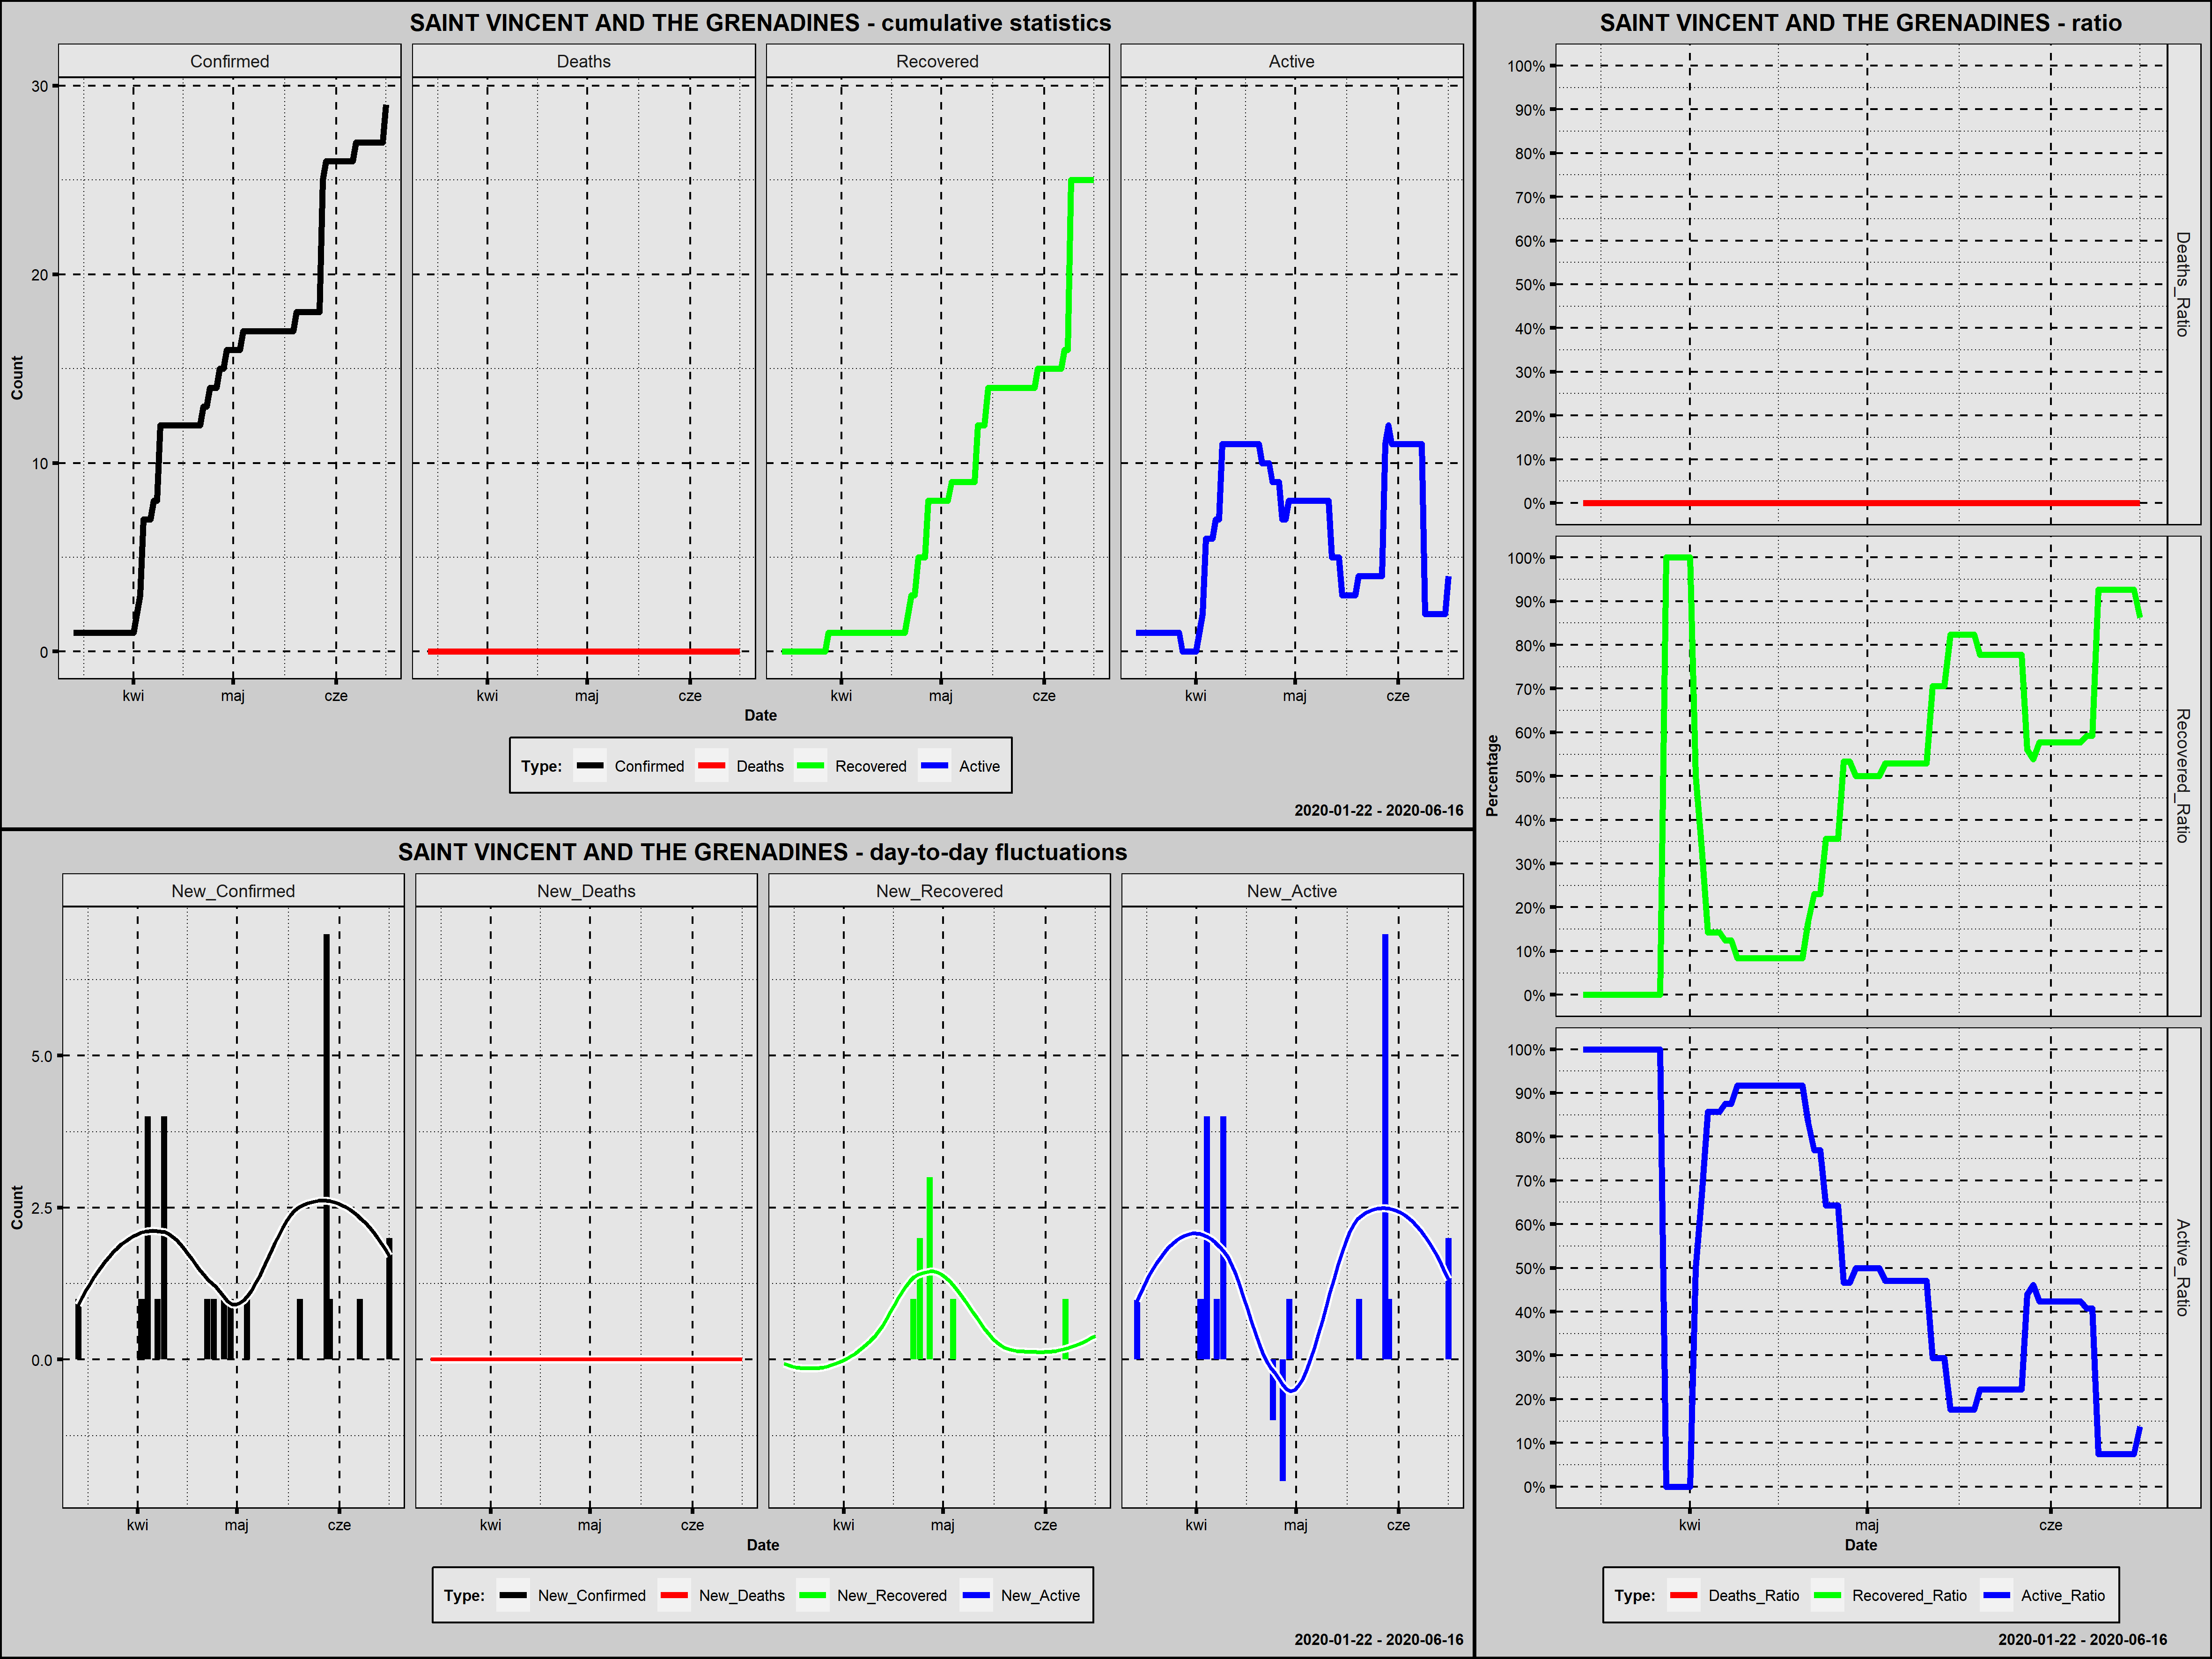 SAINT VINCENT AND THE GRENADINES - cumulative statistics
Confirmed Deaths Recovered Active
30
20
10
0
Count
kwi maj cze kwi maj cze kwi maj cze kwi maj cze
Date
Type: Confirmed Deaths Recovered Active
2020-01-22 - 2020-06-16
SAINT VINCENT AND THE GRENADINES - day-to-day fluctuations
New_Confirmed New_Deaths New_Recovered New_Active
5.0
2.5
0.0
Count
kwi maj cze kwi maj cze kwi maj cze kwi maj cze
Date
Type: New_Confirmed New_Deaths New_Recovered New_Active
2020-01-22 - 2020-06-16
SAINT VINCENT AND THE GRENADINES - ratio
100%
90%
80%
70%
60%
50%
40%
30%
20%
10%
0%
Deaths_Ratio
100%
90%
80%
70%
60%
50%
40%
30%
20%
10%
0%
Recovered_Ratio
Percentage
100%
90%
80%
70%
60%
50%
40%
30%
20%
10%
0%
Active_Ratio
kwi maj cze
Date
Type: Deaths_Ratio Recovered_Ratio Active_Ratio
2020-01-22 - 2020-06-16